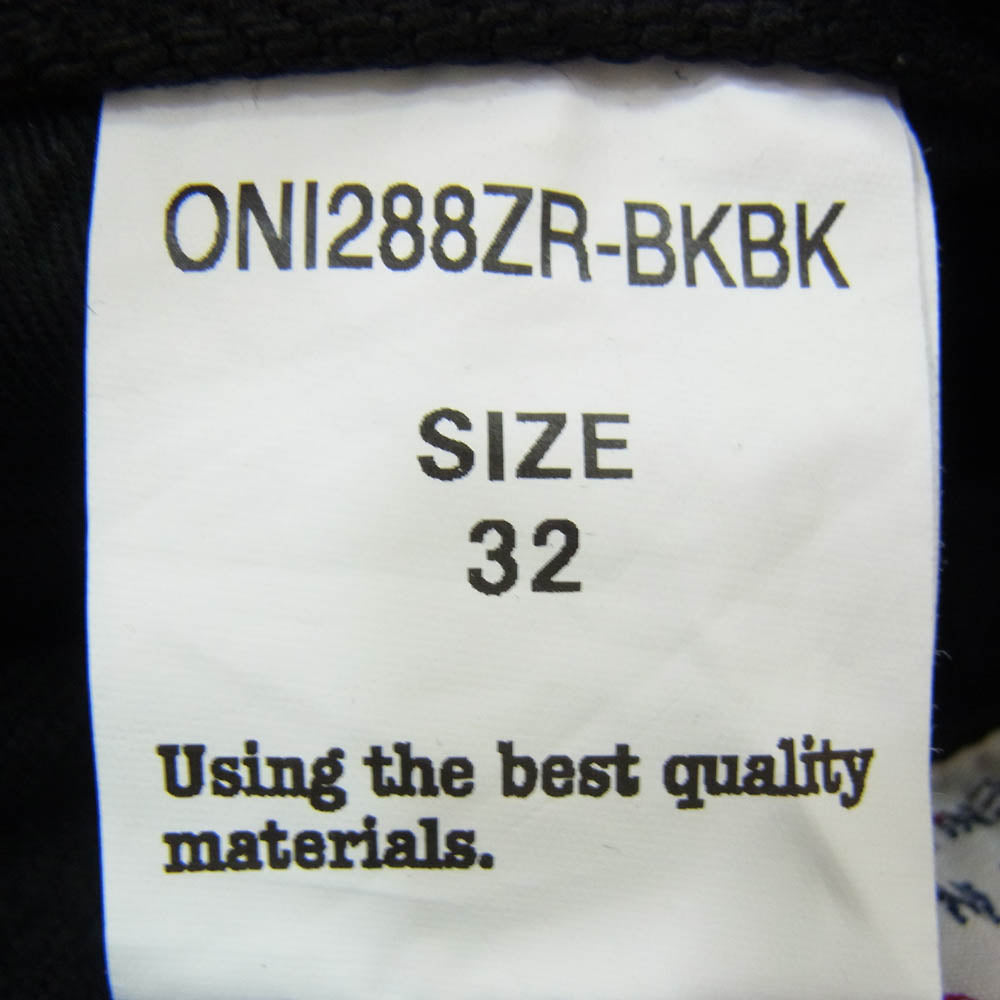 ONI288ZR-BKBK
SIZE
32
Using the best quality
materials.